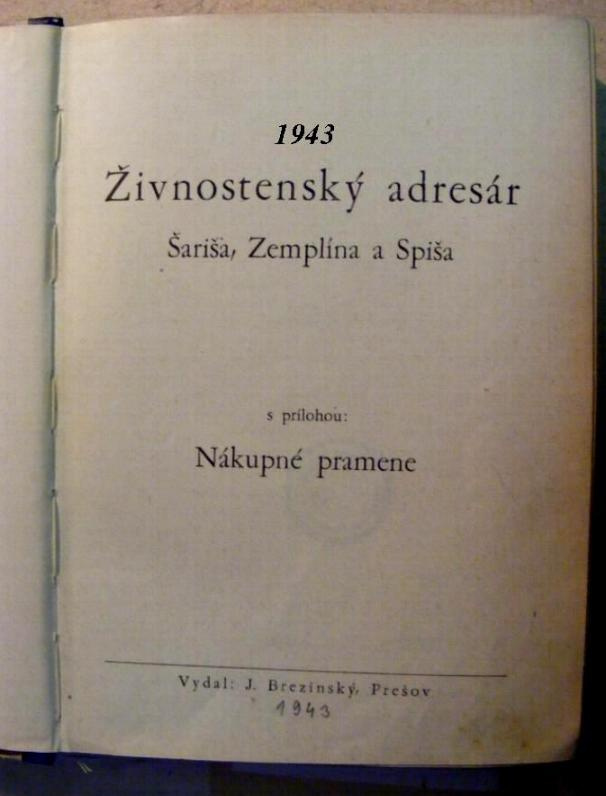 1943
Živnostenský adresár
Šariša, Zemplína a Spiša
s prílohou:
Nákupné pramene
Vydal: J. Brezinský, Prešov
1943